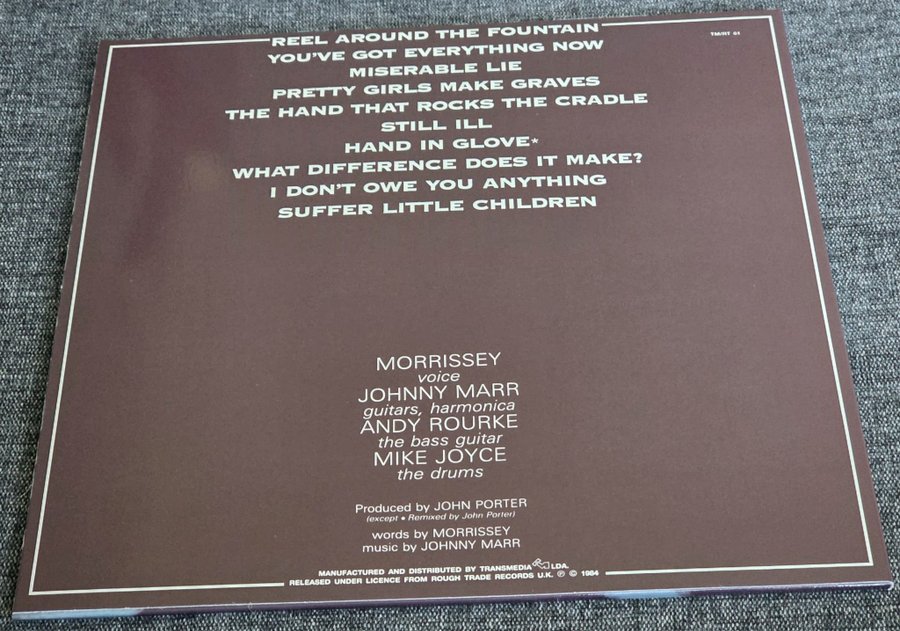 REEL AROUND THE FOUNTAIN
TM/RT 61
YOU'VE GOT EVERYTHING NOW
MISERABLE LIE
PRETTY GIRLS MAKE GRAVES
THE HAND THAT ROCKS THE CRADLE
STILL ILL
HAND IN GLOVE*
WHAT DIFFERENCE DOES IT MAKE?
I DON'T OWE YOU ANYTHING
SUFFER LITTLE CHILDREN
MORRISSEY
voice
JOHNNY MARR
guitars, harmonica
ANDY ROURKE
the bass guitar
MIKE JOYCE
the drums
Produced by JOHN PORTER
(except • Remixed by John Porter)
words by MORRISSEY
music by JOHNNY MARR
MANUFACTURED AND DISTRIBUTED BY TRANSMEDIA LDA.
RELEASED UNDER LICENCE FROM ROUGH TRADE RECORDS U.K. ℗ © 1984